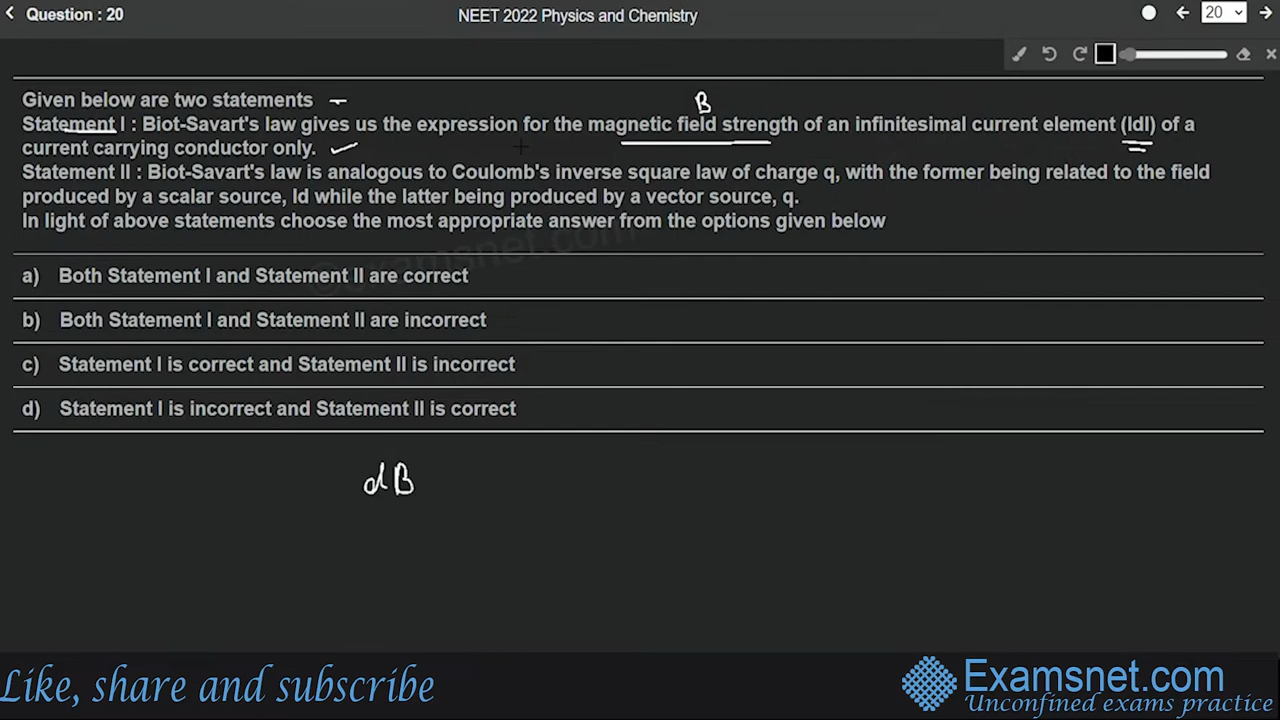 Question : 20
NEET 2022 Physics and Chemistry
20
Given below are two statements
B
Statement I : Biot-Savart's law gives us the expression for the magnetic field strength of an infinitesimal current element (Idl) of a
current carrying conductor only.
Statement II : Biot-Savart's law is analogous to Coulomb's inverse square law of charge q, with the former being related to the field
produced by a scalar source, Id while the latter being produced by a vector source, q.
In light of above statements choose the most appropriate answer from the options given below
©examsnet.com
a) Both Statement I and Statement II are correct
b) Both Statement I and Statement II are incorrect
c) Statement I is correct and Statement II is incorrect
d) Statement I is incorrect and Statement II is correct
dB
Like, share and subscribe
Examsnet.com
Unconfined exams practice